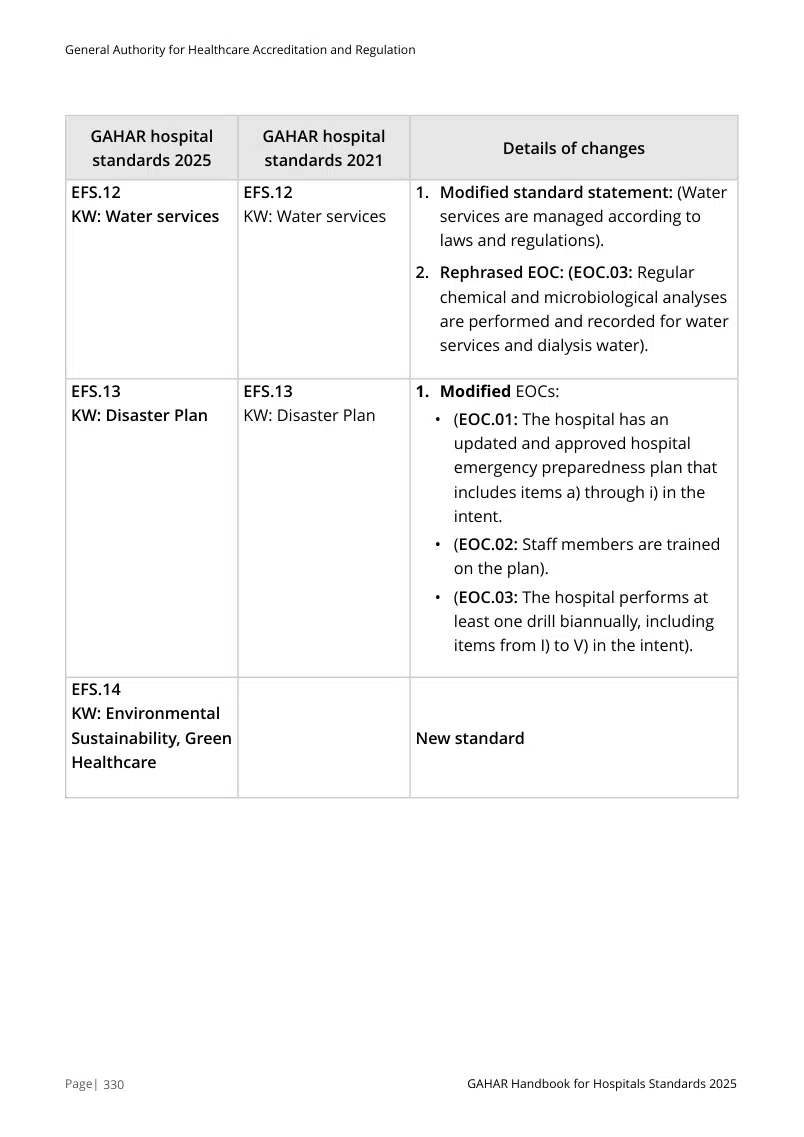 General Authority for Healthcare Accreditation and Regulation
GAHAR hospital
standards 2025
GAHAR hospital
standards 2021
Details of changes
EFS.12
KW: Water services
EFS.12
KW: Water services
1. Modified standard statement: (Water
services are managed according to
laws and regulations).
2. Rephrased EOC: (EOC.03: Regular
chemical and microbiological analyses
are performed and recorded for water
services and dialysis water).
EFS.13
KW: Disaster Plan
EFS.13
KW: Disaster Plan
1. Modified EOCs:
• (EOC.01: The hospital has an
updated and approved hospital
emergency preparedness plan that
includes items a) through i) in the
intent.
• (EOC.02: Staff members are trained
on the plan).
• (EOC.03: The hospital performs at
least one drill biannually, including
items from I) to V) in the intent).
EFS.14
KW: Environmental
Sustainability, Green
Healthcare
New standard
Page| 330
GAHAR Handbook for Hospitals Standards 2025